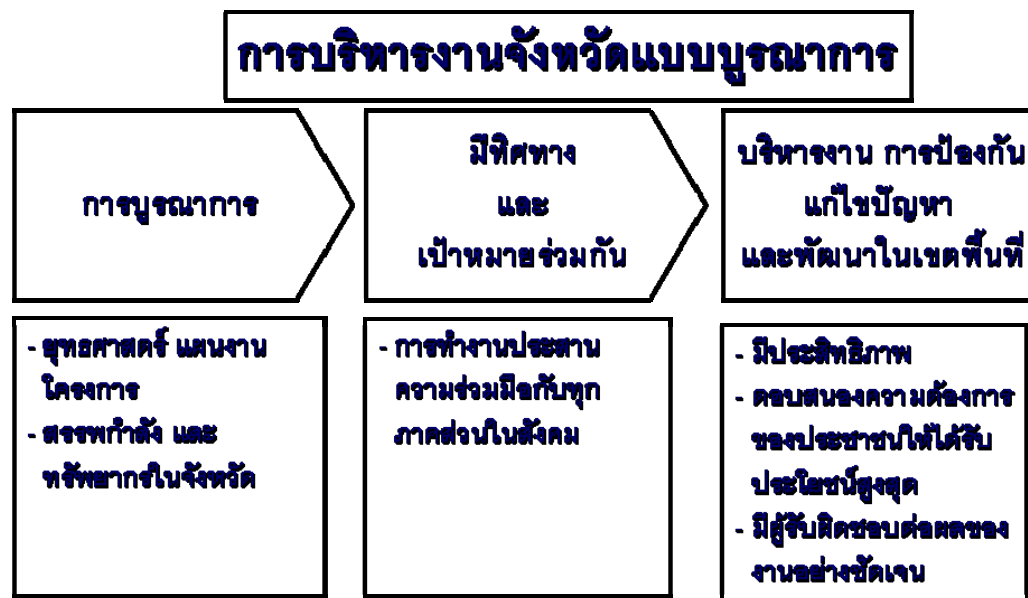 การบริหารงานจังหวัดแบบบูรณาการ
การบูรณาการ
มีทิศทาง
และ
เป้าหมายร่วมกัน
บริหารงาน การป้องกัน
แก้ไขปัญหา
และพัฒนาในเขตพื้นที่
- ยุทธศาสตร์ แผนงาน
โครงการ
- สรรพกำลัง และ
ทรัพยากรในจังหวัด
- การทำงานประสาน
ความร่วมมือกับทุก
ภาคส่วนในสังคม
- มีประสิทธิภาพ
- ตอบสนองความต้องการ
ของประชาชนให้ได้รับ
ประโยชน์สูงสุด
- มีผู้รับผิดชอบต่อผลของ
งานอย่างชัดเจน